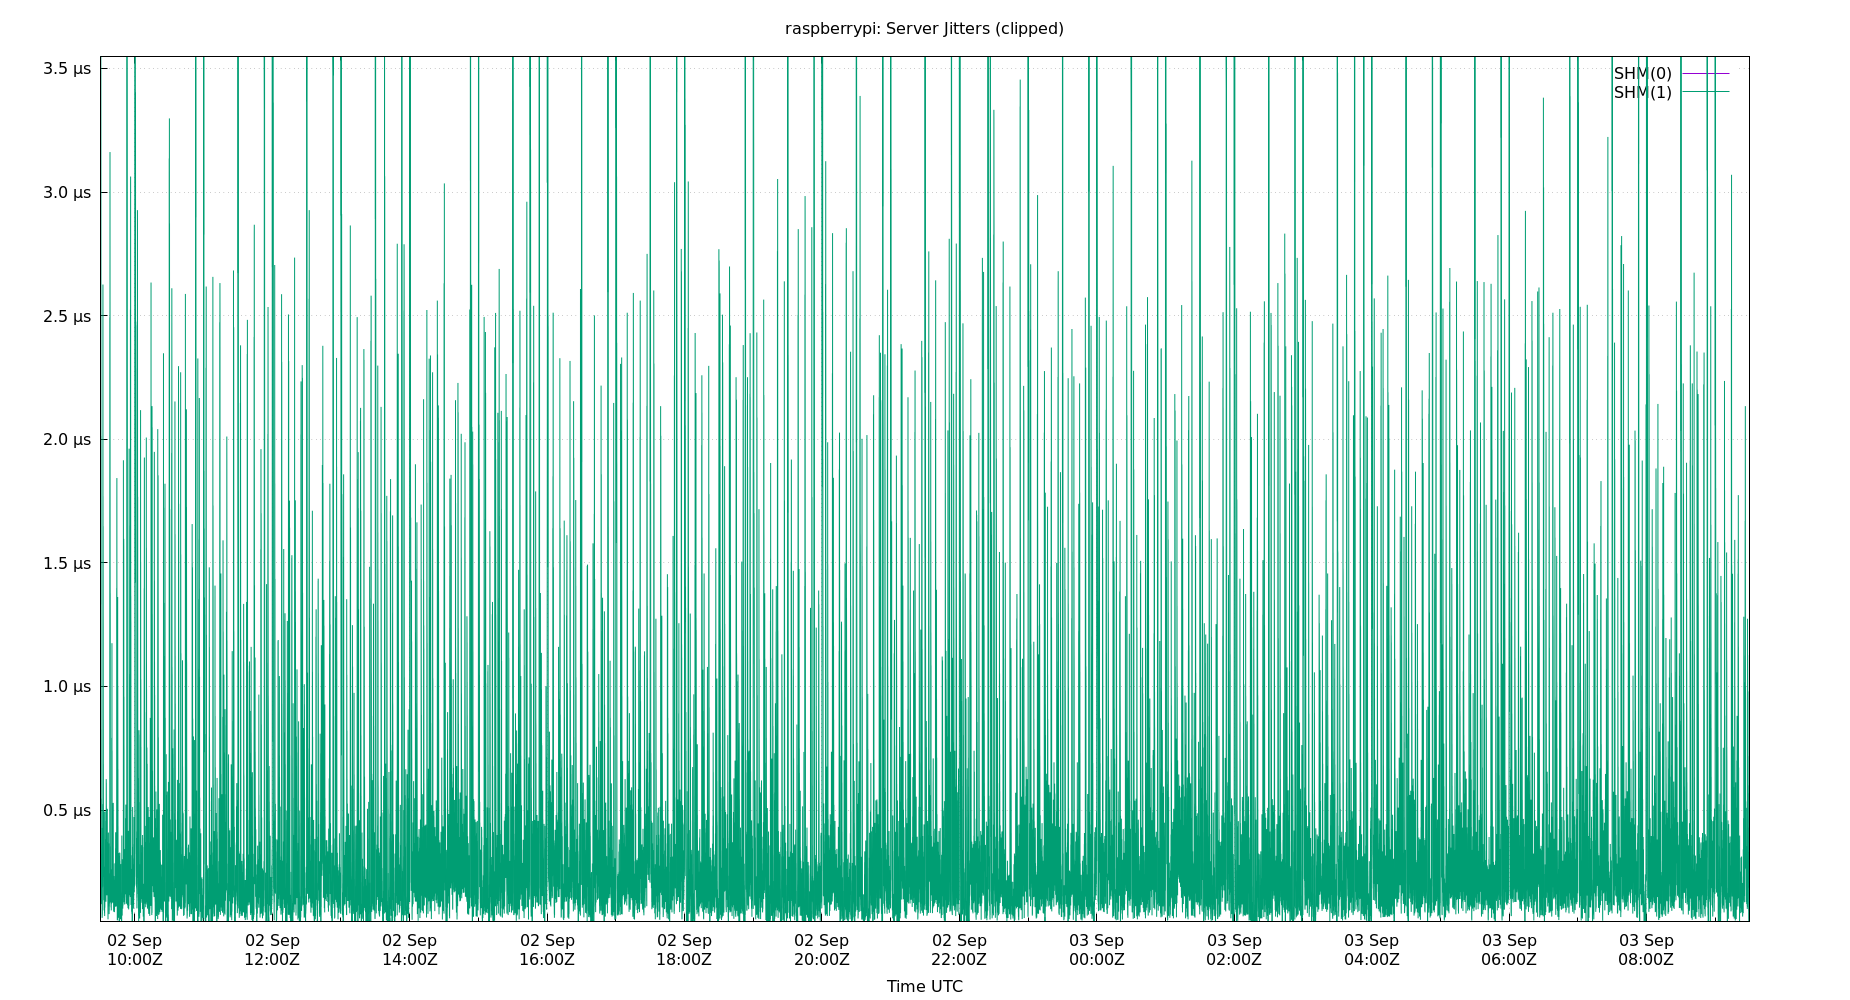 raspberrypi: Server Jitters (clipped)
3.5 µs
SHM(0)
SHM(1)
3.0 µs
2.5 µs
2.0 µs
1.5 µs
1.0 µs
0.5 µs
02 Sep 02 Sep 02 Sep 02 Sep 02 Sep 02 Sep 02 Sep 03 Sep 03 Sep 03 Sep 03 Sep 03 Sep
10:00Z 12:00Z 14:00Z 16:00Z 18:00Z 20:00Z 22:00Z 00:00Z 02:00Z 04:00Z 06:00Z 08:00Z
Time UTC